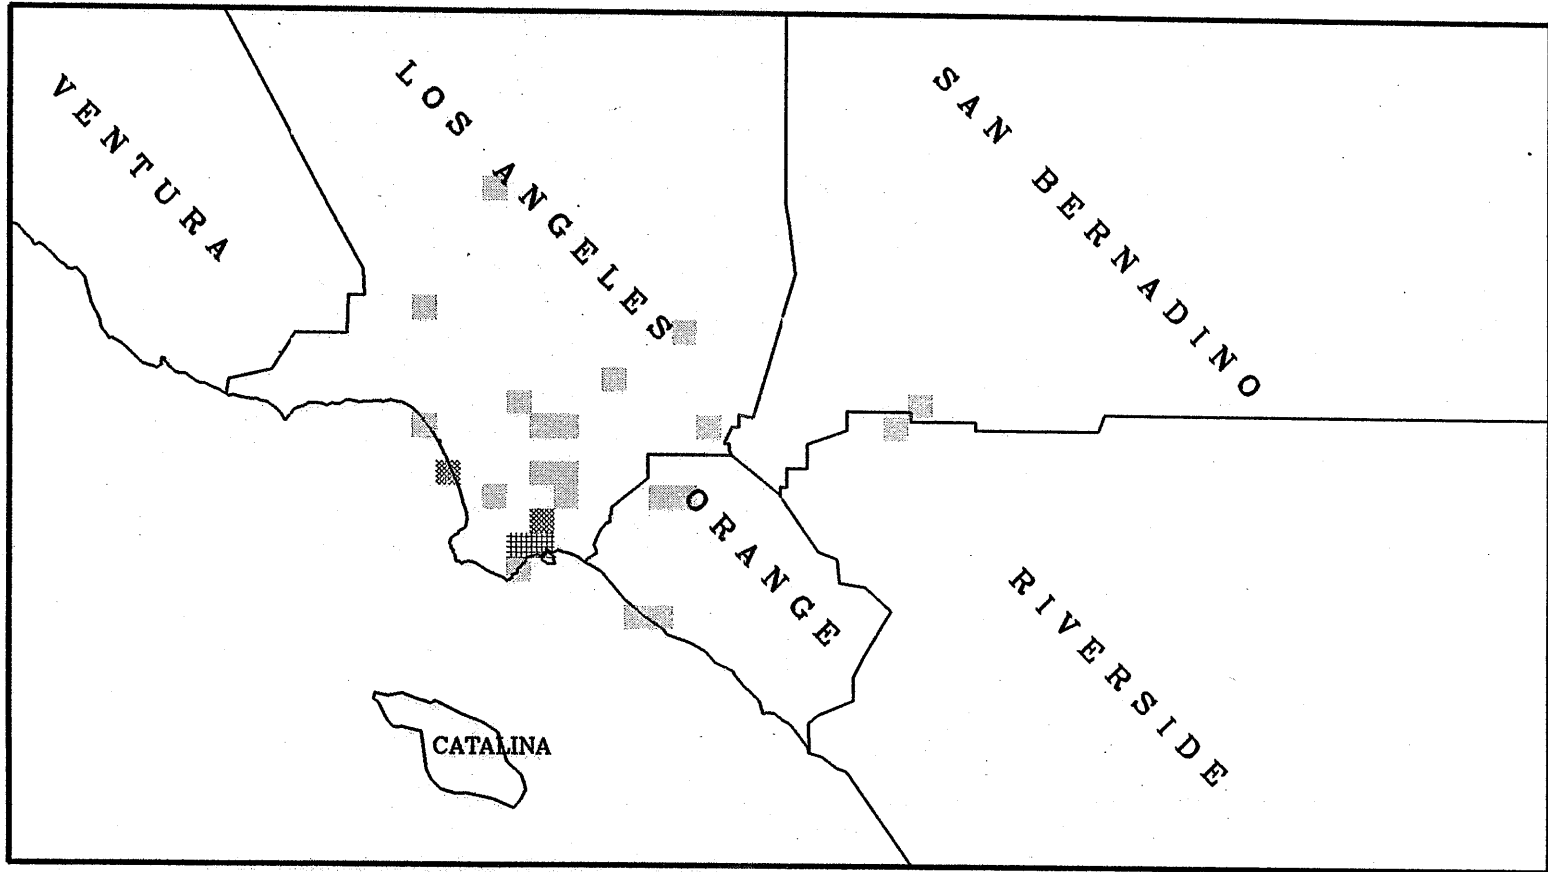 VENTURA
LOS ANGELES
SAN BERNADINO
ORANGE
RIVERSIDE
CATALINA